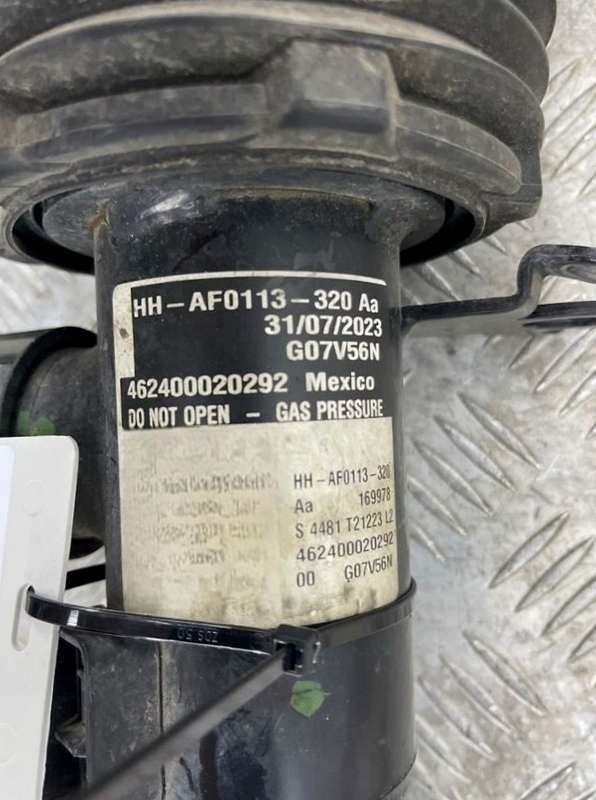 HH-AF0113-320 Aa
31/07/2023
G07V56N
462400020292 Mexico
DO NOT OPEN - GAS PRESSURE
HH-AF0113-320
Aa 169978
S 4481 T21223 L2
462400020292
00 G07V56N